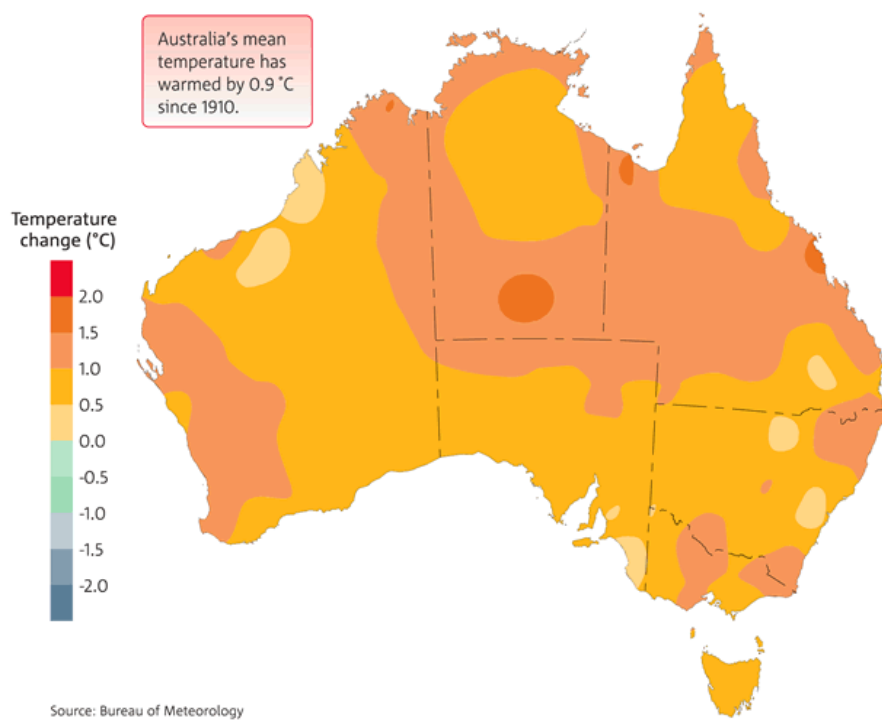 Australia's mean
temperature has
warmed by 0.9 °C
since 1910.
Temperature
change (°C)
2.0
1.5
1.0
0.5
0.0
-0.5
-1.0
-1.5
-2.0
Source: Bureau of Meteorology